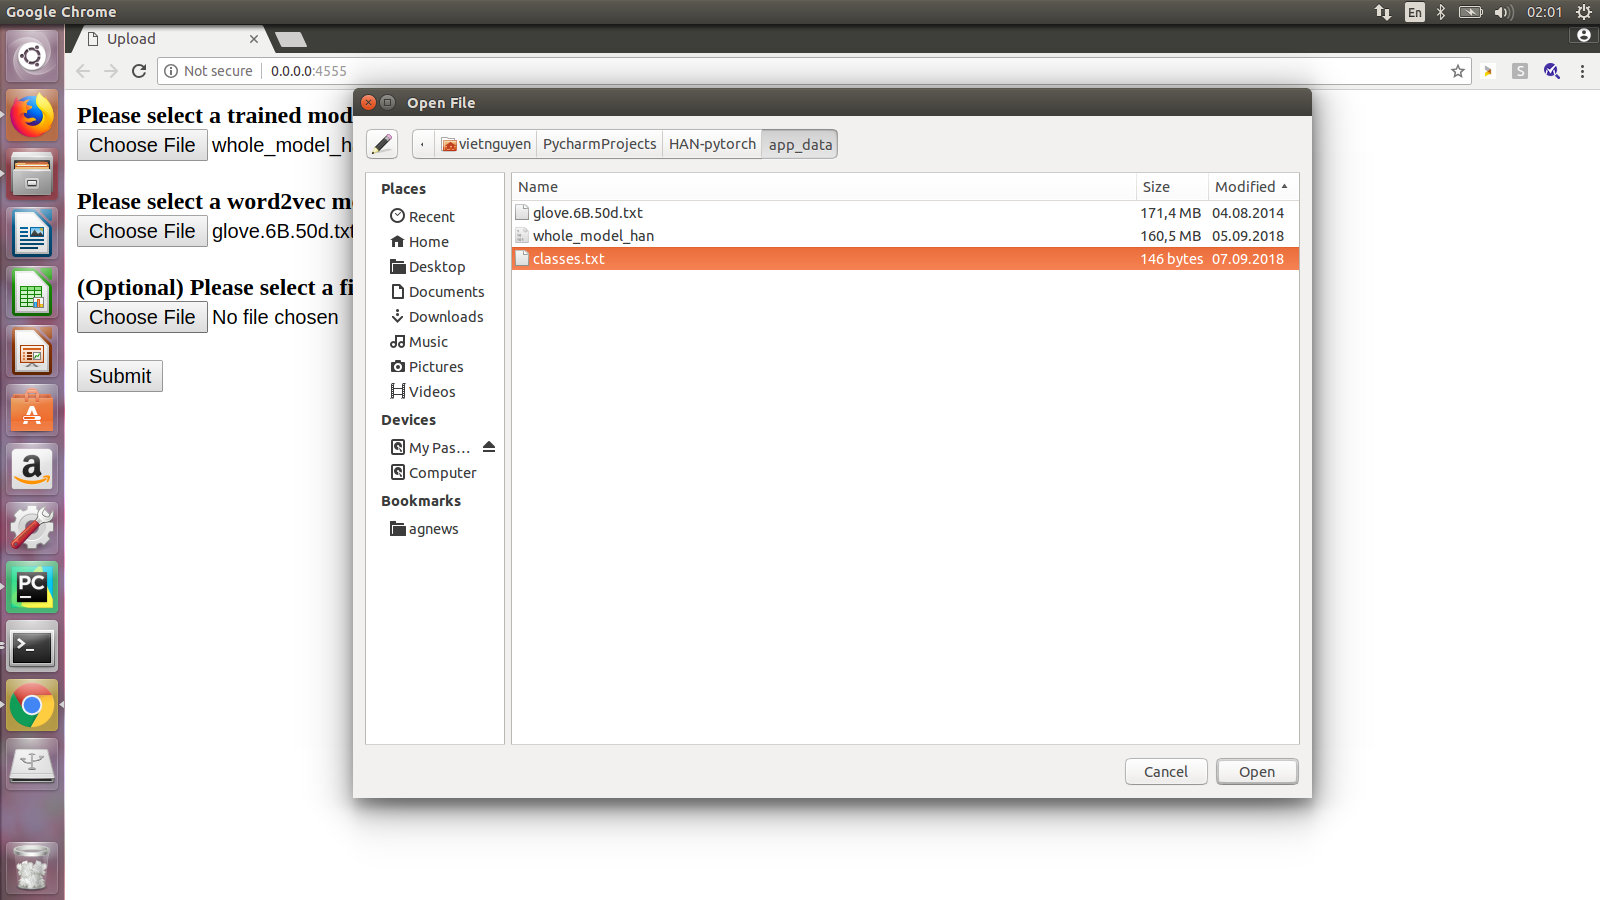 Google Chrome
En
02:01
Upload
Not secure
0.0.0.0:4555
S
Please select a trained mod
Choose File whole_model_ha
Please select a word2vec m
Choose File glove.6B.50d.txt
(Optional) Please select a fi
Choose File No file chosen
Submit
Open File
vietnguyen PycharmProjects HAN-pytorch app_data
Places
Recent
Home
Desktop
Documents
Downloads
Music
Pictures
Videos
Devices
My Pas...
Computer
Bookmarks
agnews
Name Size Modified
glove.6B.50d.txt 171,4 MB 04.08.2014
whole_model_han 160,5 MB 05.09.2018
classes.txt 146 bytes 07.09.2018
Cancel Open
a
PC
>_